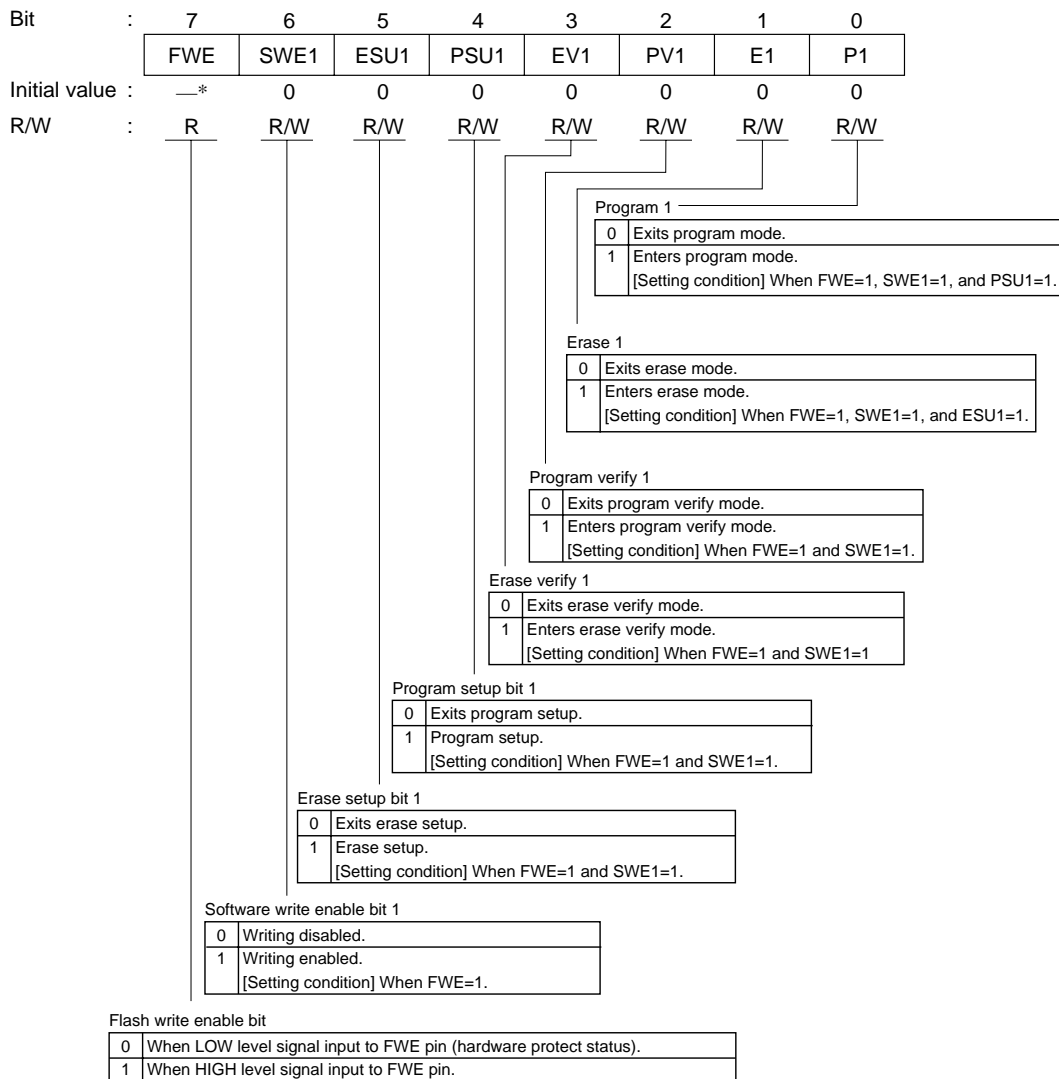 Bit : 7 6 5 4 3 2 1 0
FWE SWE1 ESU1 PSU1 EV1 PV1 E1 P1
Initial value : —* 0 0 0 0 0 0 0
R/W : R R/W R/W R/W R/W R/W R/W R/W
Program 1
0 Exits program mode.
1 Enters program mode.
[Setting condition] When FWE=1, SWE1=1, and PSU1=1.
Erase 1
0 Exits erase mode.
1 Enters erase mode.
[Setting condition] When FWE=1, SWE1=1, and ESU1=1.
Program verify 1
0 Exits program verify mode.
1 Enters program verify mode.
[Setting condition] When FWE=1 and SWE1=1.
Erase verify 1
0 Exits erase verify mode.
1 Enters erase verify mode.
[Setting condition] When FWE=1 and SWE1=1
Program setup bit 1
0 Exits program setup.
1 Program setup.
[Setting condition] When FWE=1 and SWE1=1.
Erase setup bit 1
0 Exits erase setup.
1 Erase setup.
[Setting condition] When FWE=1 and SWE1=1.
Software write enable bit 1
0 Writing disabled.
1 Writing enabled.
[Setting condition] When FWE=1.
Flash write enable bit
0 When LOW level signal input to FWE pin (hardware protect status).
1 When HIGH level signal input to FWE pin.